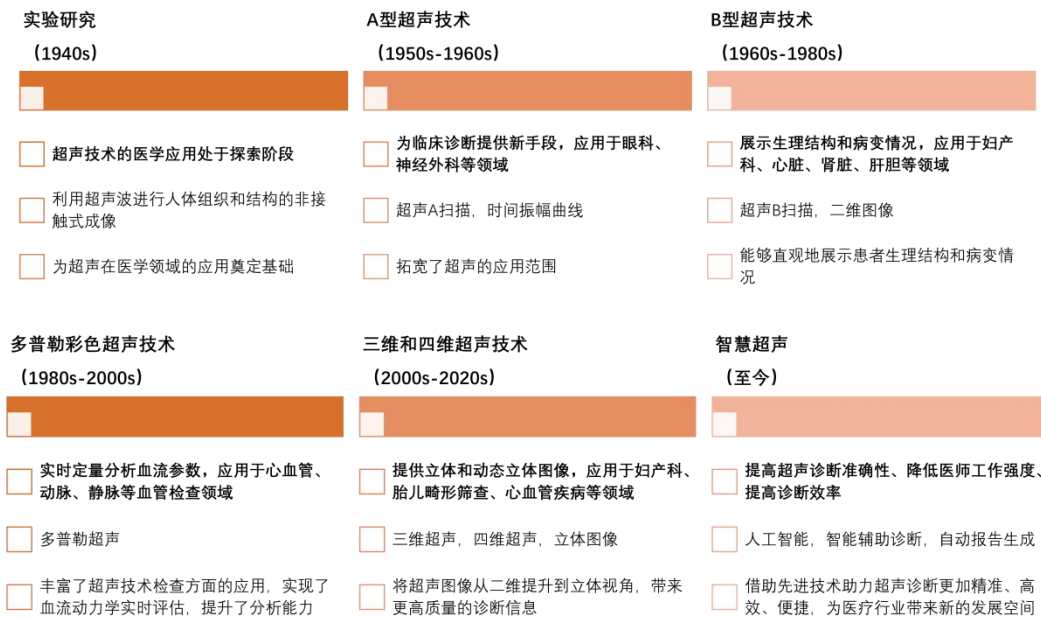 实验研究
（1940s）
超声技术的医学应用处于探索阶段
利用超声波进行人体组织和结构的非接
触式成像
为超声在医学领域的应用奠定基础
A型超声技术
（1950s-1960s）
为临床诊断提供新手段，应用于眼科、
神经外科等领域
超声A扫描，时间振幅曲线
拓宽了超声的应用范围
B型超声技术
（1960s-1980s）
展示生理结构和病变情况，应用于妇产
科、心脏、肾脏、肝胆等领域
超声B扫描，二维图像
能够直观地展示患者生理结构和病变情
况
多普勒彩色超声技术
（1980s-2000s）
实时定量分析血流参数，应用于心血管、
动脉、静脉等血管检查领域
多普勒超声
丰富了超声技术检查方面的应用，实现了
血流动力学实时评估，提升了分析能力
三维和四维超声技术
（2000s-2020s）
提供立体和动态立体图像，应用于妇产科、
胎儿畸形筛查、心血管疾病等领域
三维超声，四维超声，立体图像
将超声图像从二维提升到立体视角，带来
更高质量的诊断信息
智慧超声
（至今）
提高超声诊断准确性、降低医师工作强度、
提高诊断效率
人工智能，智能辅助诊断，自动报告生成
借助先进技术助力超声诊断更加精准、高
效、便捷，为医疗行业带来新的发展空间